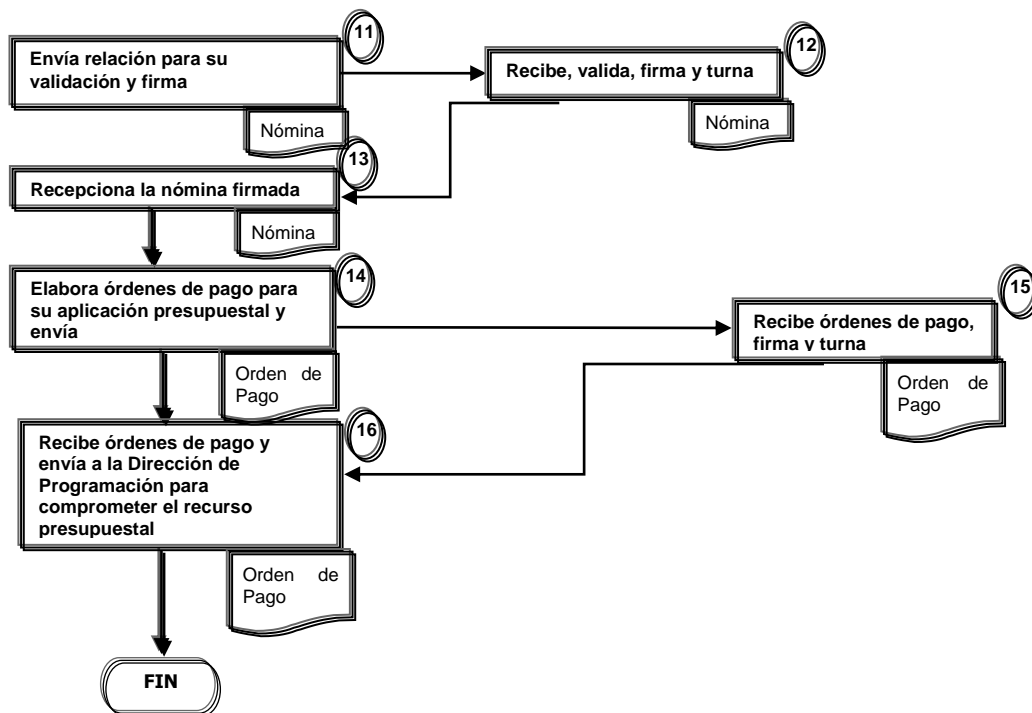 11
Envía relación para su
validación y firma
Nómina
12
Recibe, valida, firma y turna
Nómina
13
Recepciona la nómina firmada
Nómina
14
Elabora órdenes de pago para
su aplicación presupuestal y
envía
Orden de
Pago
15
Recibe órdenes de pago,
firma y turna
Orden de
Pago
16
Recibe órdenes de pago y
envía a la Dirección de
Programación para
comprometer el recurso
presupuestal
Orden de
Pago
FIN